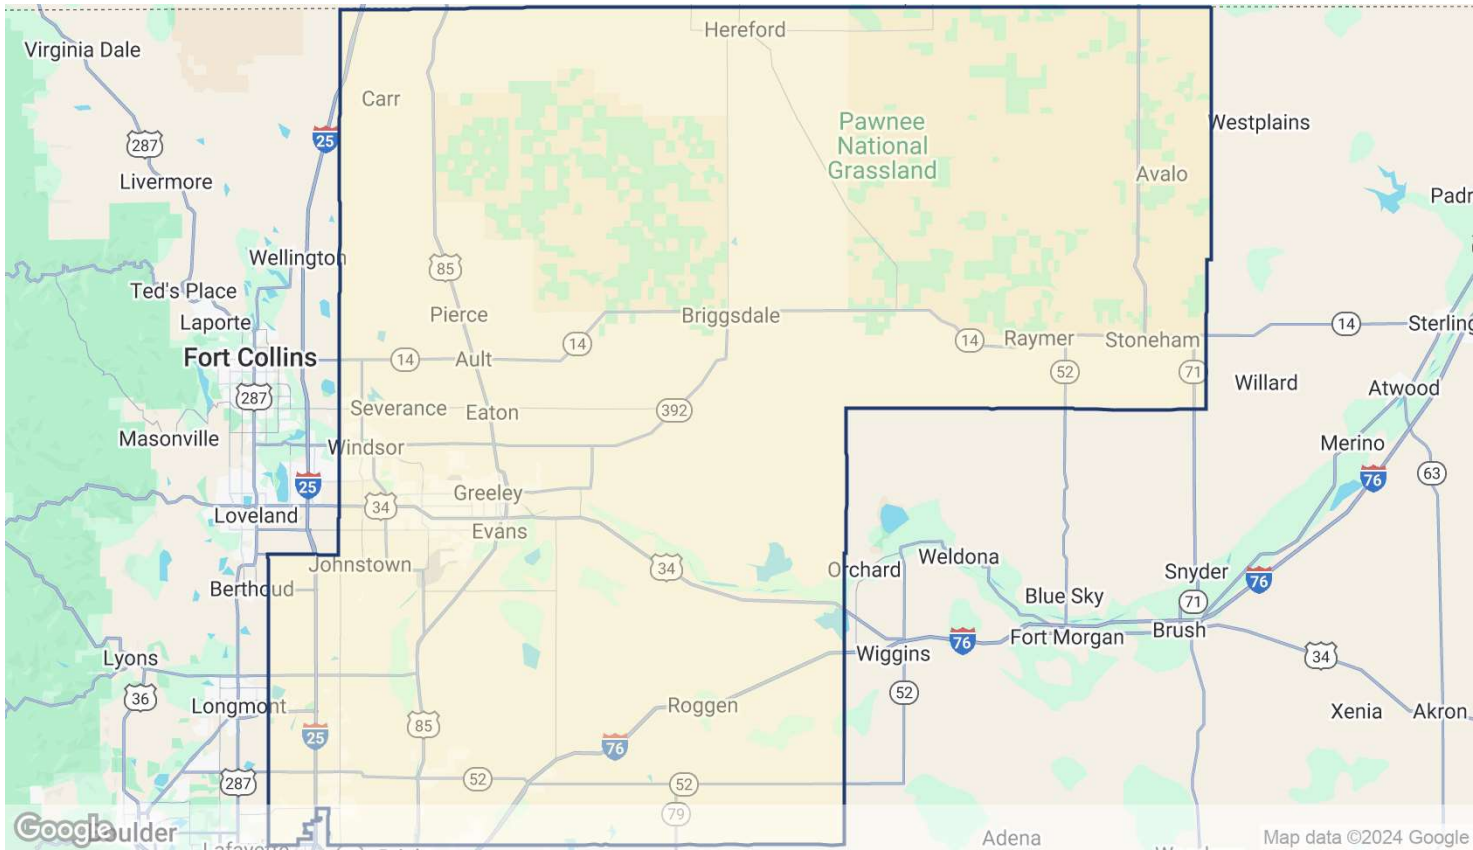 Hereford
Virginia Dale
Carr
25
287
Pawnee
National
Grassland
Westplains
Livermore
Avalo
Wellington
85
Ted's Place
Laporte
Pierce
Briggsdale
14
14
Sterling
Fort Collins
14
Ault
14
Raymer
Stoneham
287
52
71
Willard
Atwood
Severance
Eaton
392
Masonville
Windsor
Merino
63
25
76
Greeley
34
Loveland
Evans
Johnstown
34
Orchard
Weldona
Snyder
76
Berthoud
Blue Sky
71
Fort Morgan
Brush
76
Lyons
Wiggins
34
36
52
Longmont
Roggen
Xenia
Akron
85
25
76
287
52
52
79
Google
Boulder
Adena
Map data ©2024 Google